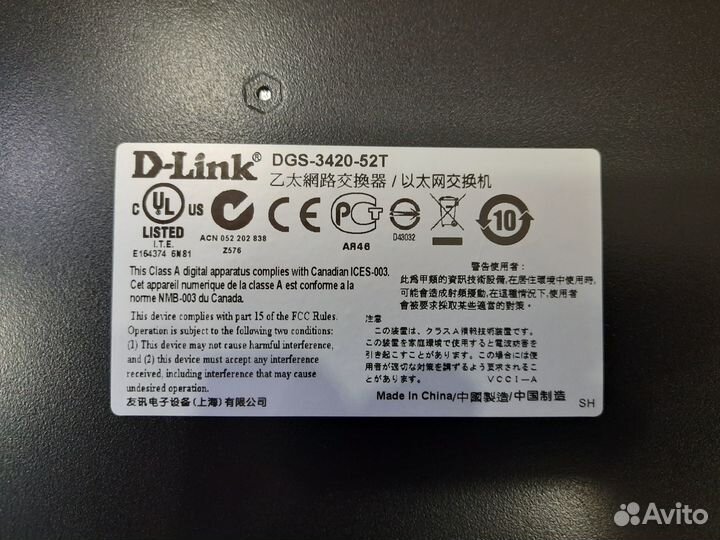 D-Link® DGS-3420-52T
乙太網路交換器 / 以太网交换机
C UL US
LISTED
I.T.E.
E164374 6N81
N
ACN 052 202 838
Z576
CE
РСТ
АЯ46
D43032
10
This Class A digital apparatus complies with Canadian ICES-003.
Cet appareil numérique de la classe A est conforme a la
norme NMB-003 du Canada.
This device complies with part 15 of the FCC Rules.
Operation is subject to the following two conditions:
(1) This device may not cause harmful interference,
and (2) this device must accept any interference
received, including interference that may cause
undesired operation.
友讯电子设备(上海)有限公司
警告使用者:
此為甲類的資訊技術設備,在居住環境中使用時,
可能會造成射頻擾動,在這種情況下,使用者
會被要求採取某些適當的對策。
注意
この装置は、クラスA情報技術装置です。
この装置を家庭環境で使用すると電波妨害を
引き起こすことがあります。この場合には使
用者が適切な対策を講ずるよう要求されるこ
とがあります。 VCCI-A
Made in China/中國製造/中国制造
SH
Avito